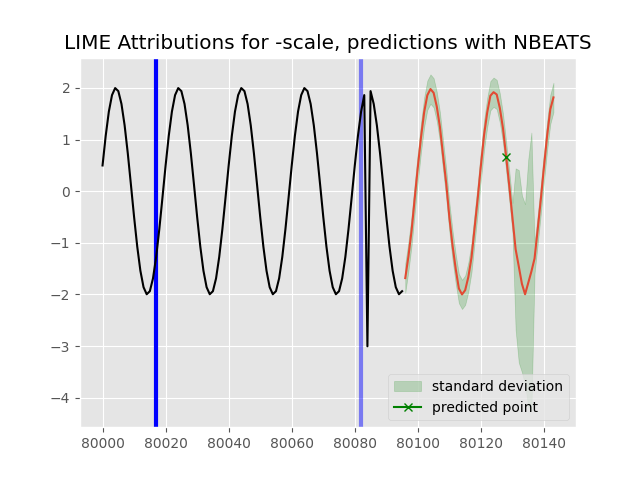 LIME Attributions for -scale, predictions with NBEATS
2
1
0
−1
−2
−3
−4
standard deviation
predicted point
80000 80020 80040 80060 80080 80100 80120 80140